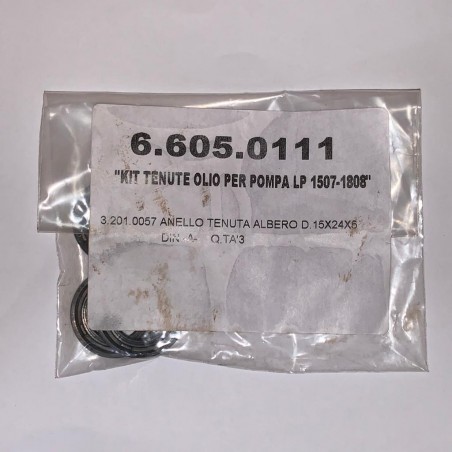 6.605.0111
"KIT TENUTE OLIO PER POMPA LP 1507-1808"
3.201.0057 ANELLO TENUTA ALBERO D.15X24X5
DIN -A- Q.TA'3